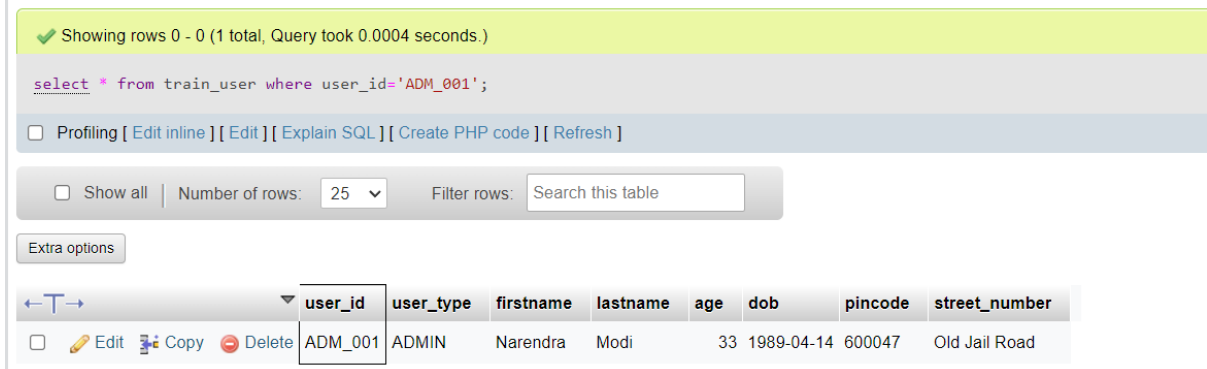 Showing rows 0 - 0 (1 total, Query took 0.0004 seconds.)
select * from train_user where user_id='ADM_001';
Profiling [ Edit inline ] [ Edit ] [ Explain SQL ] [ Create PHP code ] [ Refresh ]
Show all | Number of rows: 25 Filter rows: Search this table
Extra options
←T→ user_id user_type firstname lastname age dob pincode street_number
Edit Copy Delete ADM_001 ADMIN Narendra Modi 33 1989-04-14 600047 Old Jail Road